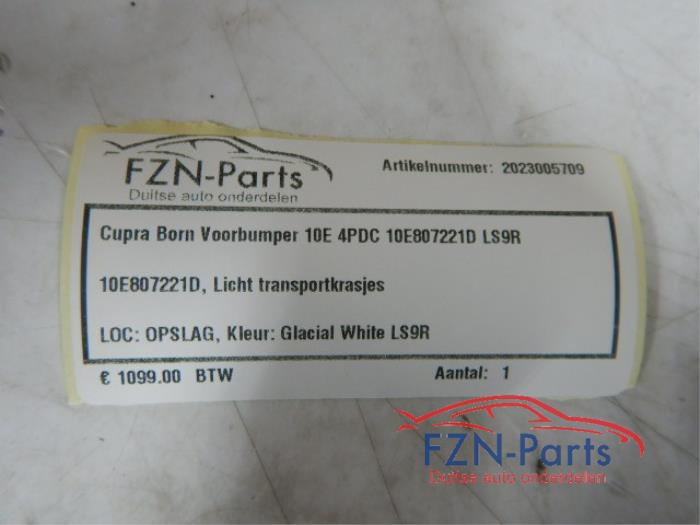 FZN-Parts
Duitse auto onderdelen
Artikelnummer: 2023005709
Cupra Born Voorbumper 10E 4PDC 10E807221D LS9R
10E807221D, Licht transportkrasjes
LOC: OPSLAG, Kleur: Glacial White LS9R
€ 1099.00 BTW
Aantal: 1
FZN-Parts
Duitse auto onderdelen